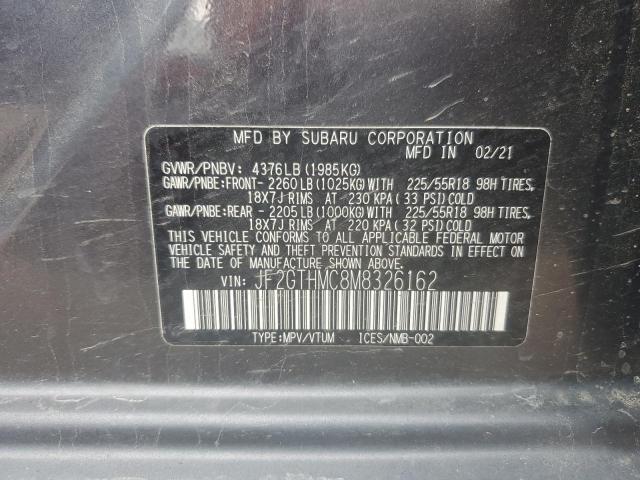 MFD BY SUBARU CORPORATION
MFD IN 02/21
GVWR/PNBV: 4376LB (1985KG)
GAWR/PNBE:FRONT- 2260LB (1025KG)WITH 225/55R18 98H TIRES,
18X7J RIMS AT 230 KPA ( 33 PSI)COLD
GAWR/PNBE:REAR - 2205LB (1000KG)WITH 225/55R18 98H TIRES,
18X7J RIMS AT 220 KPA ( 32 PSI)COLD
THIS VEHICLE CONFORMS TO ALL APPLICABLE FEDERAL MOTOR
VEHICLE SAFETY AND THEFT PREVENTION STANDARDS IN EFFECT
ON THE DATE OF MANUFACTURE SHOWN ABOVE.
VIN: JF2GTHMC8M8326162
TYPE:MPV/VTUM ICES/NMB-002